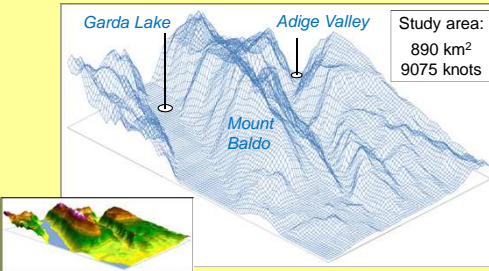 Garda Lake
Adige Valley
Study area:
890 km²
9075 knots
Mount
Baldo